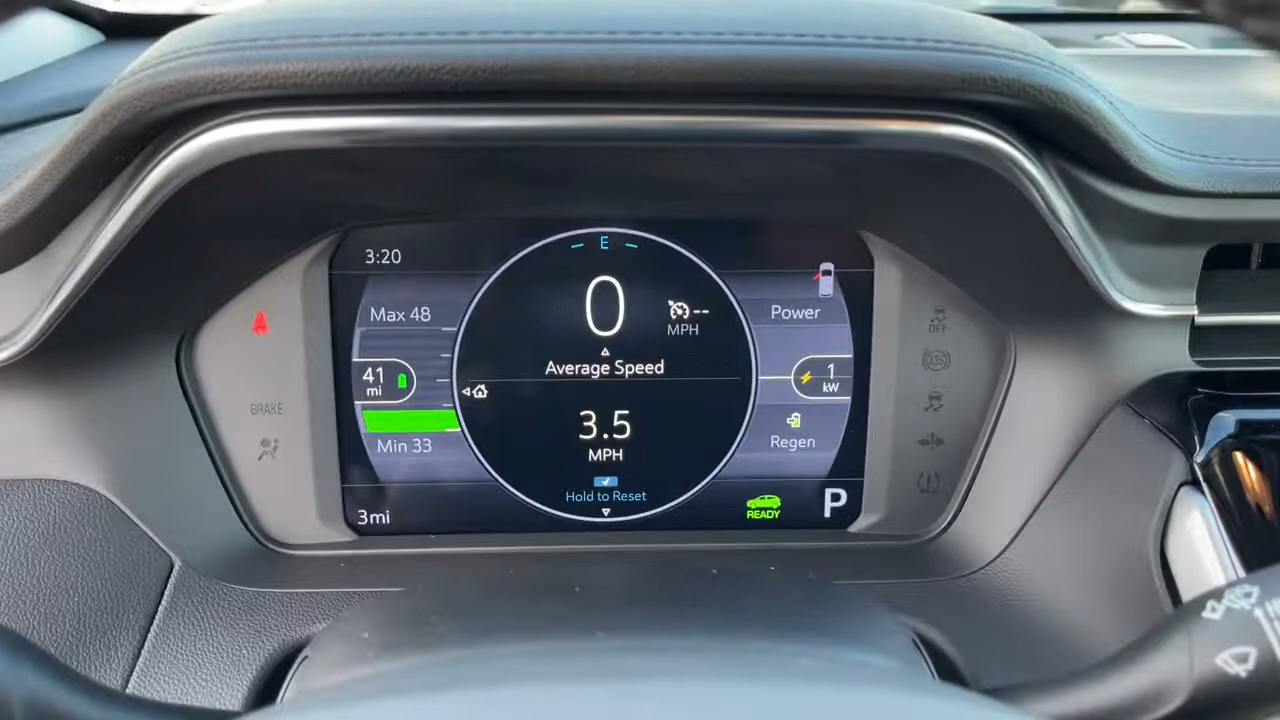 3:20
E
Max 48
0
--
MPH
Power
Average Speed
41
mi
1
kW
BRAKE
3.5
MPH
Min 33
Regen
Hold to Reset
3mi
READY
P
OFF
ABS